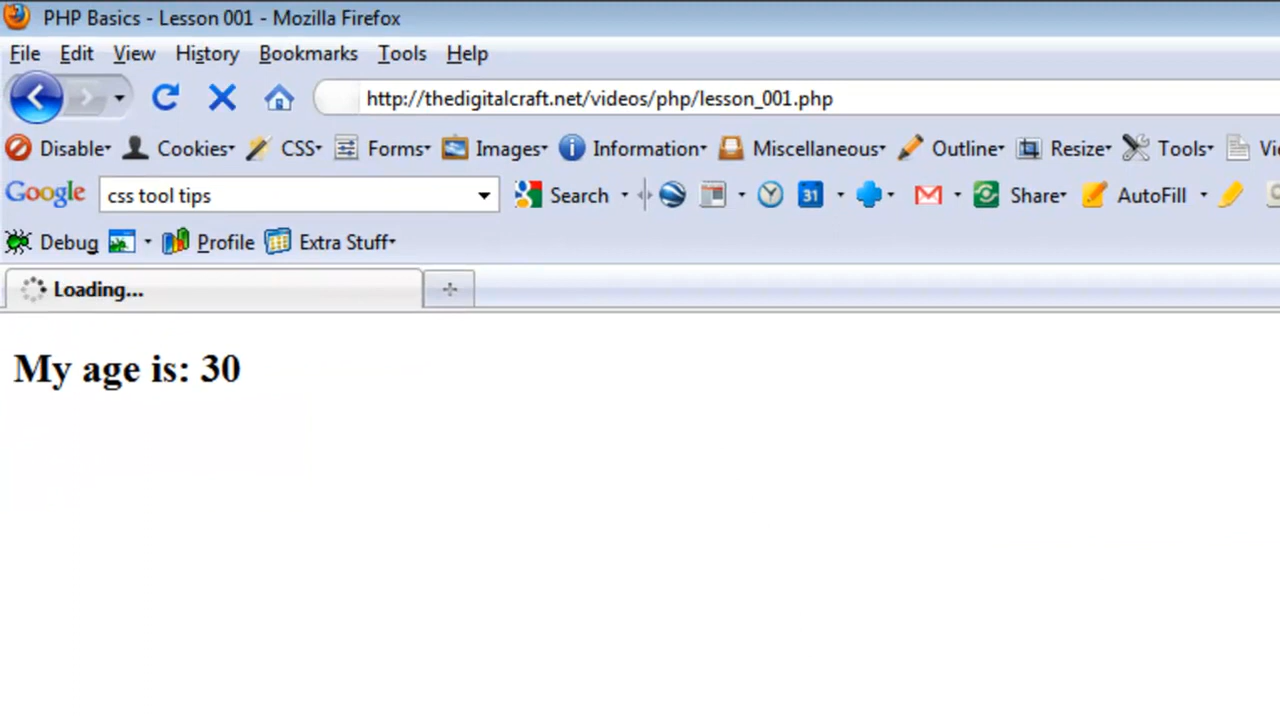 PHP Basics - Lesson 001 - Mozilla Firefox
File Edit View History Bookmarks Tools Help
http://thedigitalcraft.net/videos/php/lesson_001.php
Disable Cookies CSS Forms Images Information Miscellaneous Outline Resize Tools
Google css tool tips Search 31 Share AutoFill
Debug Profile Extra Stuff
Loading...
My age is: 30